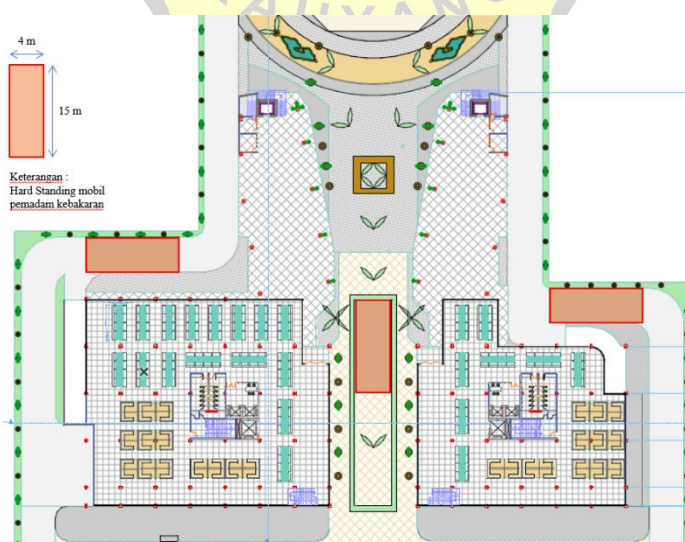 4 m
15 m
Keterangan :
Hard Standing mobil
pemadam kebakaran